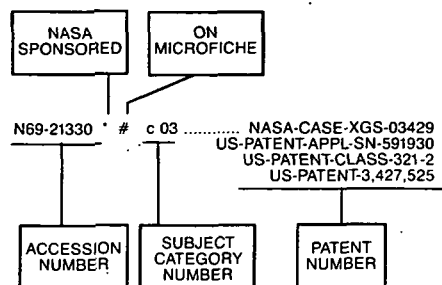 NASA SPONSORED
ON MICROFICHE
N69-21330 * # c 03 ............ NASA-CASE-XGS-03429
US-PATENT-APPL-SN-591930
US-PATENT-CLASS-321-2
US-PATENT-3,427,525
ACCESSION NUMBER
SUBJECT CATEGORY NUMBER
PATENT NUMBER